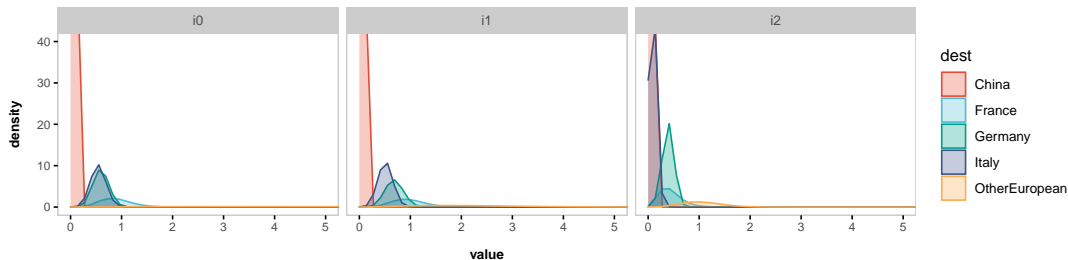 i0 i1 i2
density
40
30
20
10
0
0 1 2 3 4 5 0 1 2 3 4 5 0 1 2 3 4 5
value
dest
China
France
Germany
Italy
OtherEuropean